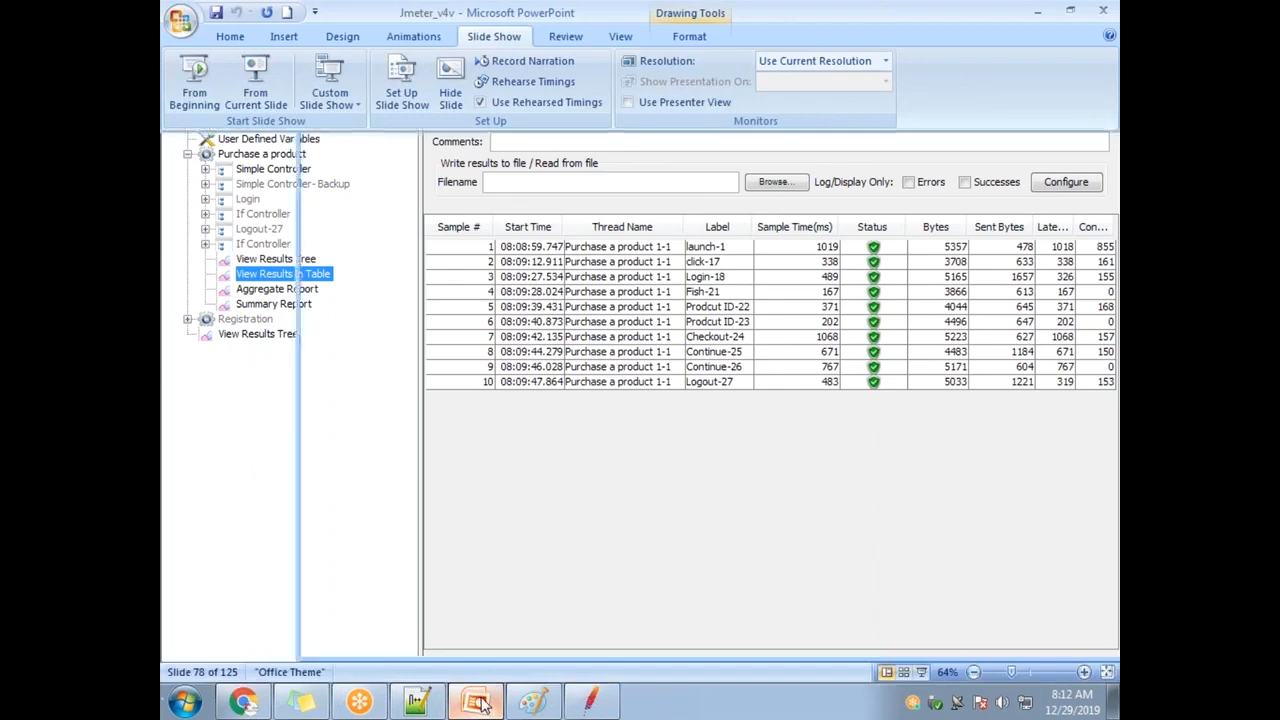 Jmeter_v4v - Microsoft PowerPoint
Drawing Tools
Home Insert Design Animations Slide Show Review View Format
From Beginning
From Current Slide
Custom Slide Show
Start Slide Show
Set Up Slide Show
Hide Slide
Record Narration
Rehearse Timings
Use Rehearsed Timings
Set Up
Resolution: Use Current Resolution
Show Presentation On:
Use Presenter View
Monitors
User Defined Variables
Purchase a product
Simple Controller
Simple Controller - Backup
Login
If Controller
Logout-27
If Controller
View Results Tree
View Results in Table
Aggregate Report
Summary Report
Registration
View Results Tree
Comments:
Write results to file / Read from file
Filename Browse... Log/Display Only: Errors Successes Configure
Sample # Start Time Thread Name Label Sample Time(ms) Status Bytes Sent Bytes Late... Con...
1 08:08:59.747 Purchase a product 1-1 launch-1 1019 5357 478 1018 855
2 08:09:12.911 Purchase a product 1-1 click-17 338 3708 633 338 161
3 08:09:27.534 Purchase a product 1-1 Login-18 489 5165 1657 326 155
4 08:09:28.024 Purchase a product 1-1 Fish-21 167 3866 613 167 0
5 08:09:39.431 Purchase a product 1-1 Prodcut ID-22 371 4044 645 371 168
6 08:09:40.873 Purchase a product 1-1 Prodcut ID-23 202 4496 647 202 0
7 08:09:42.135 Purchase a product 1-1 Checkout-24 1068 5223 627 1068 157
8 08:09:44.279 Purchase a product 1-1 Continue-25 671 4483 1184 671 150
9 08:09:46.028 Purchase a product 1-1 Continue-26 767 5171 604 767 0
10 08:09:47.864 Purchase a product 1-1 Logout-27 483 5033 1221 319 153
Slide 78 of 125 "Office Theme" 64%
8:12 AM
12/29/2019